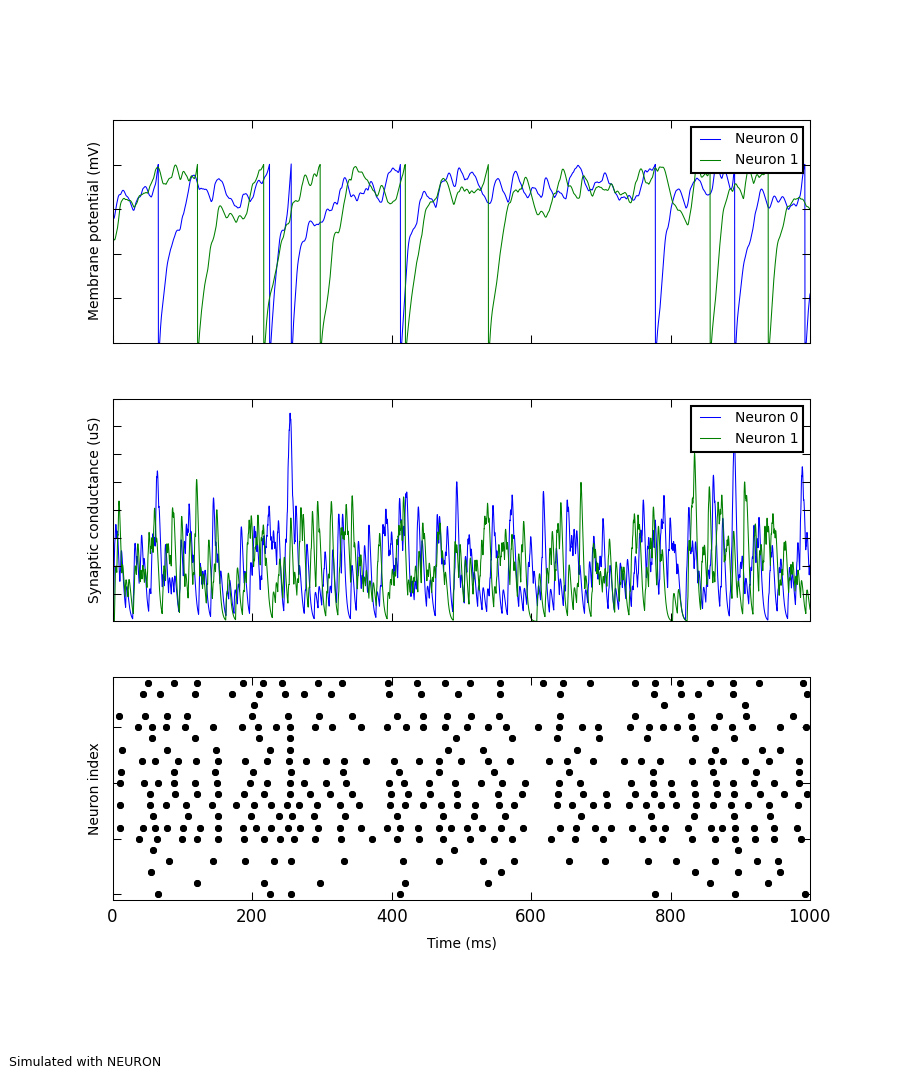 Membrane potential (mV)
Neuron 0
Neuron 1
Synaptic conductance (uS)
Neuron 0
Neuron 1
Neuron index
0 200 400 600 800 1000
Time (ms)
Simulated with NEURON